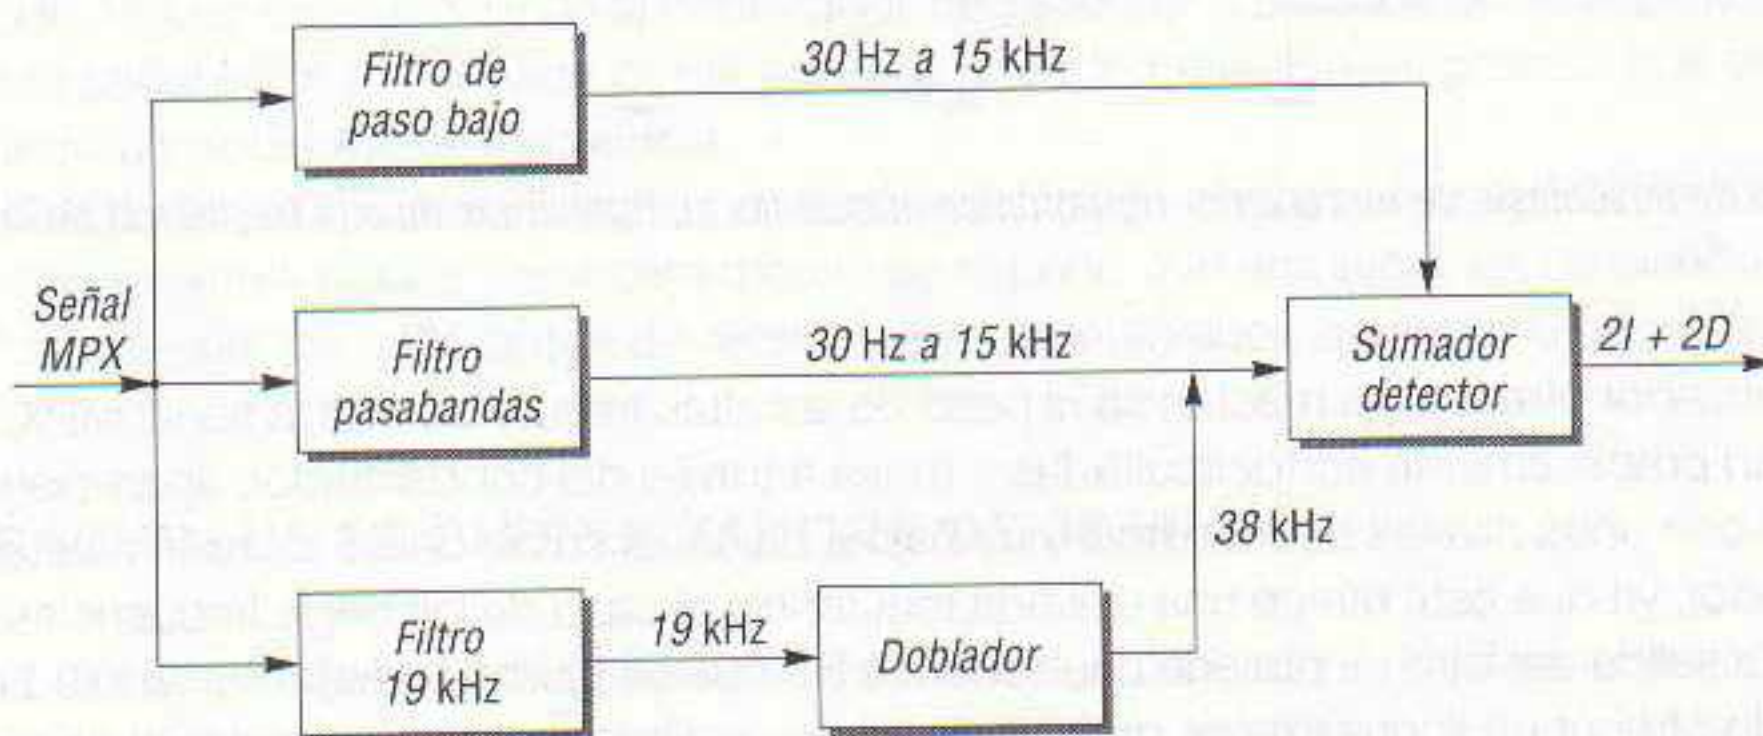 Filtro de
paso bajo
30 Hz a 15 kHz
Señal
MPX
Filtro
pasabandas
30 Hz a 15 kHz
Sumador
detector
2I + 2D
38 kHz
Filtro
19 kHz
19 kHz
Doblador